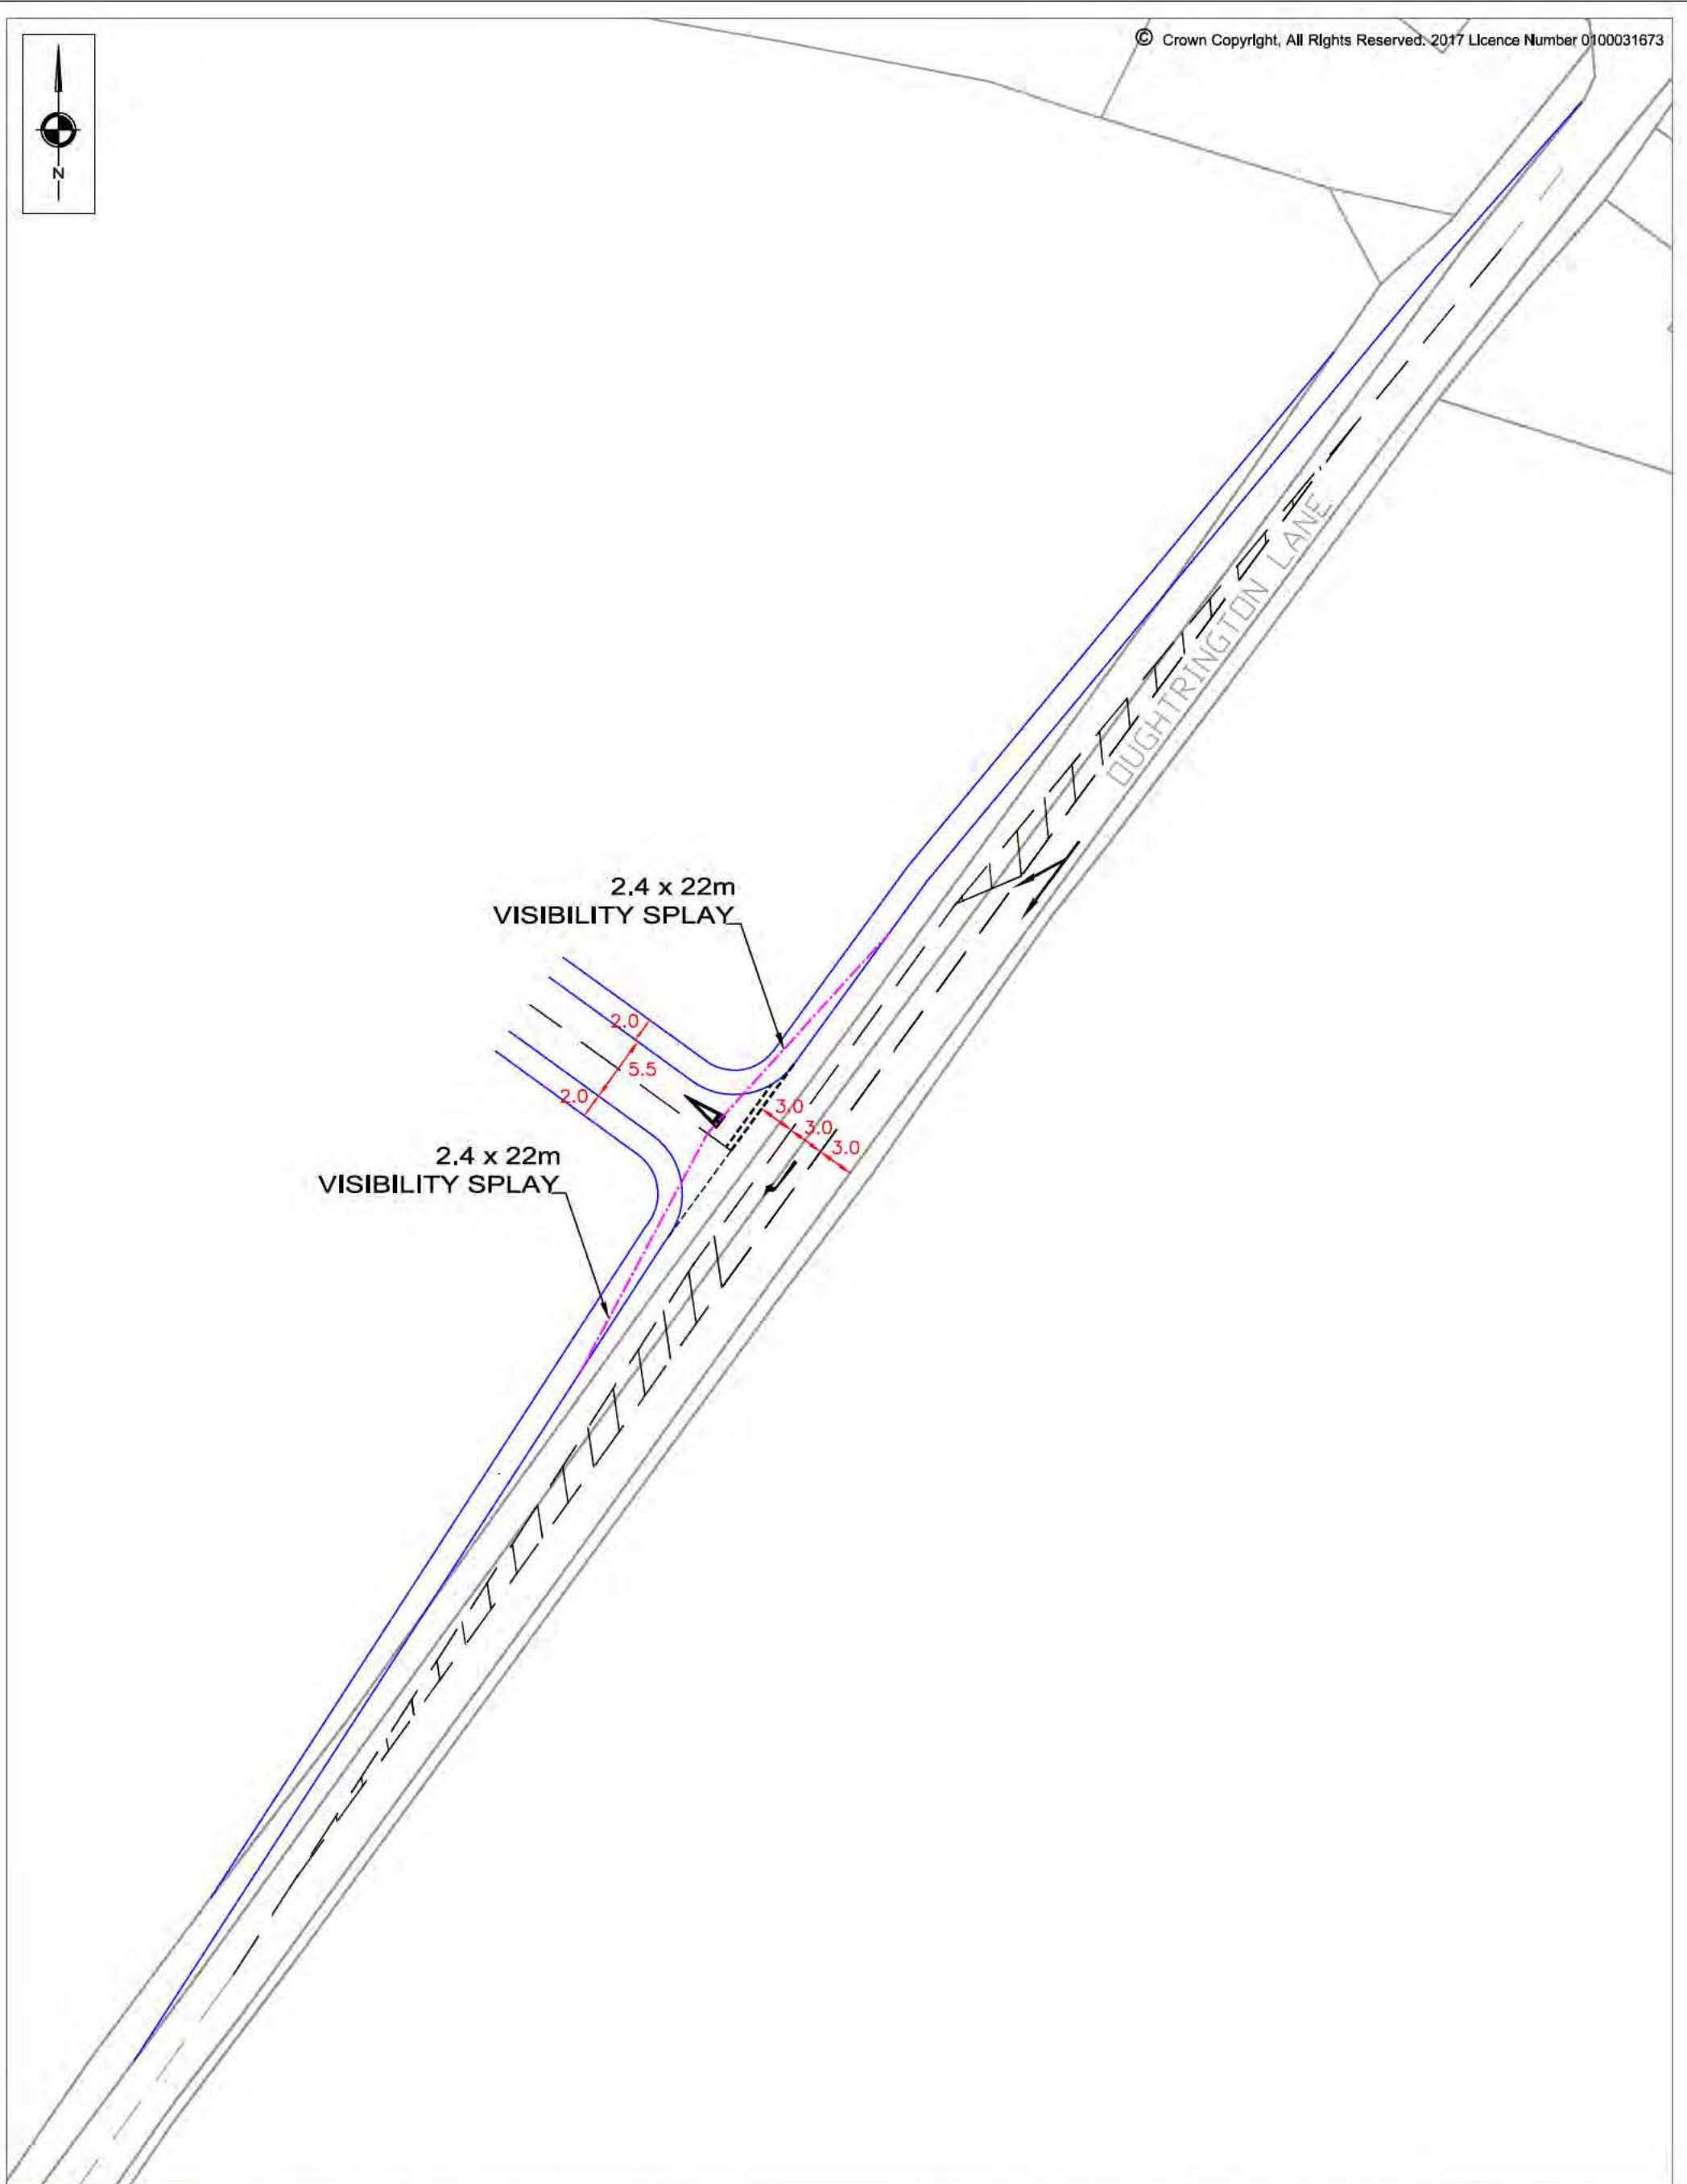 © Crown Copyright, All Rights Reserved. 2017 Licence Number 0100031673
N
OUGHTRINGTON LANE
2.4 x 22m
VISIBILITY SPLAY
2.0
5.5
2.0
3.0
3.0
3.0
2.4 x 22m
VISIBILITY SPLAY